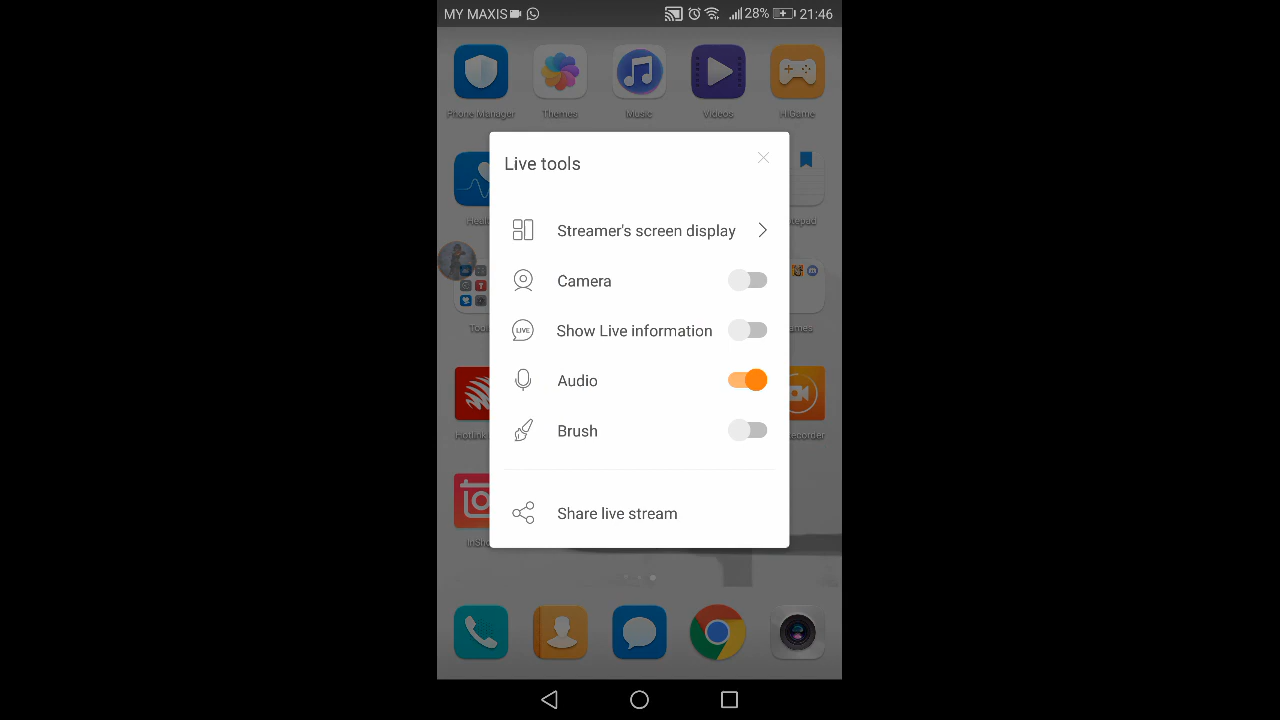 MY MAXIS 28% 21:46
Phone Manager Themes Music Videos HiGame
Live tools
Streamer's screen display
Camera
LIVE Show Live information
Audio
Brush
Share live stream